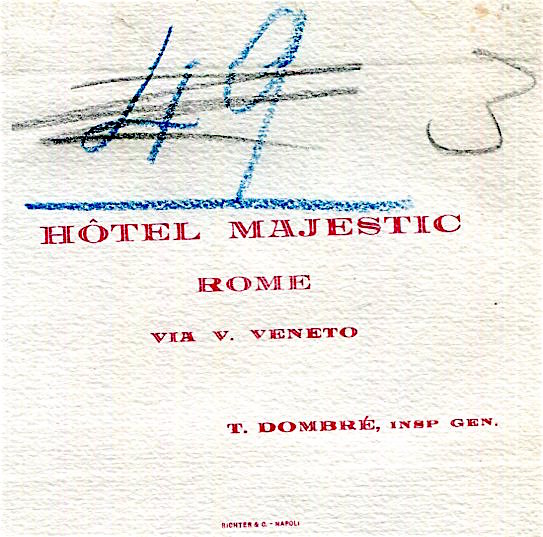 49 3
HÔTEL MAJESTIC
ROME
VIA V. VENETO
T. DOMBRÉ, INSP GEN.
RICHTER & C. - NAPOLI